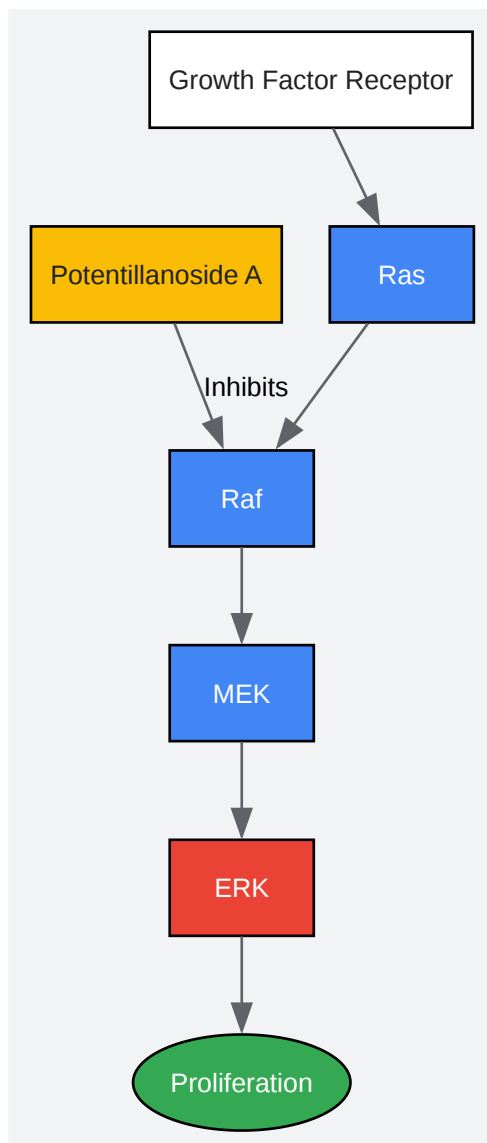 Growth Factor Receptor
Potentillanoside A
Ras
Inhibits
Raf
MEK
ERK
Proliferation